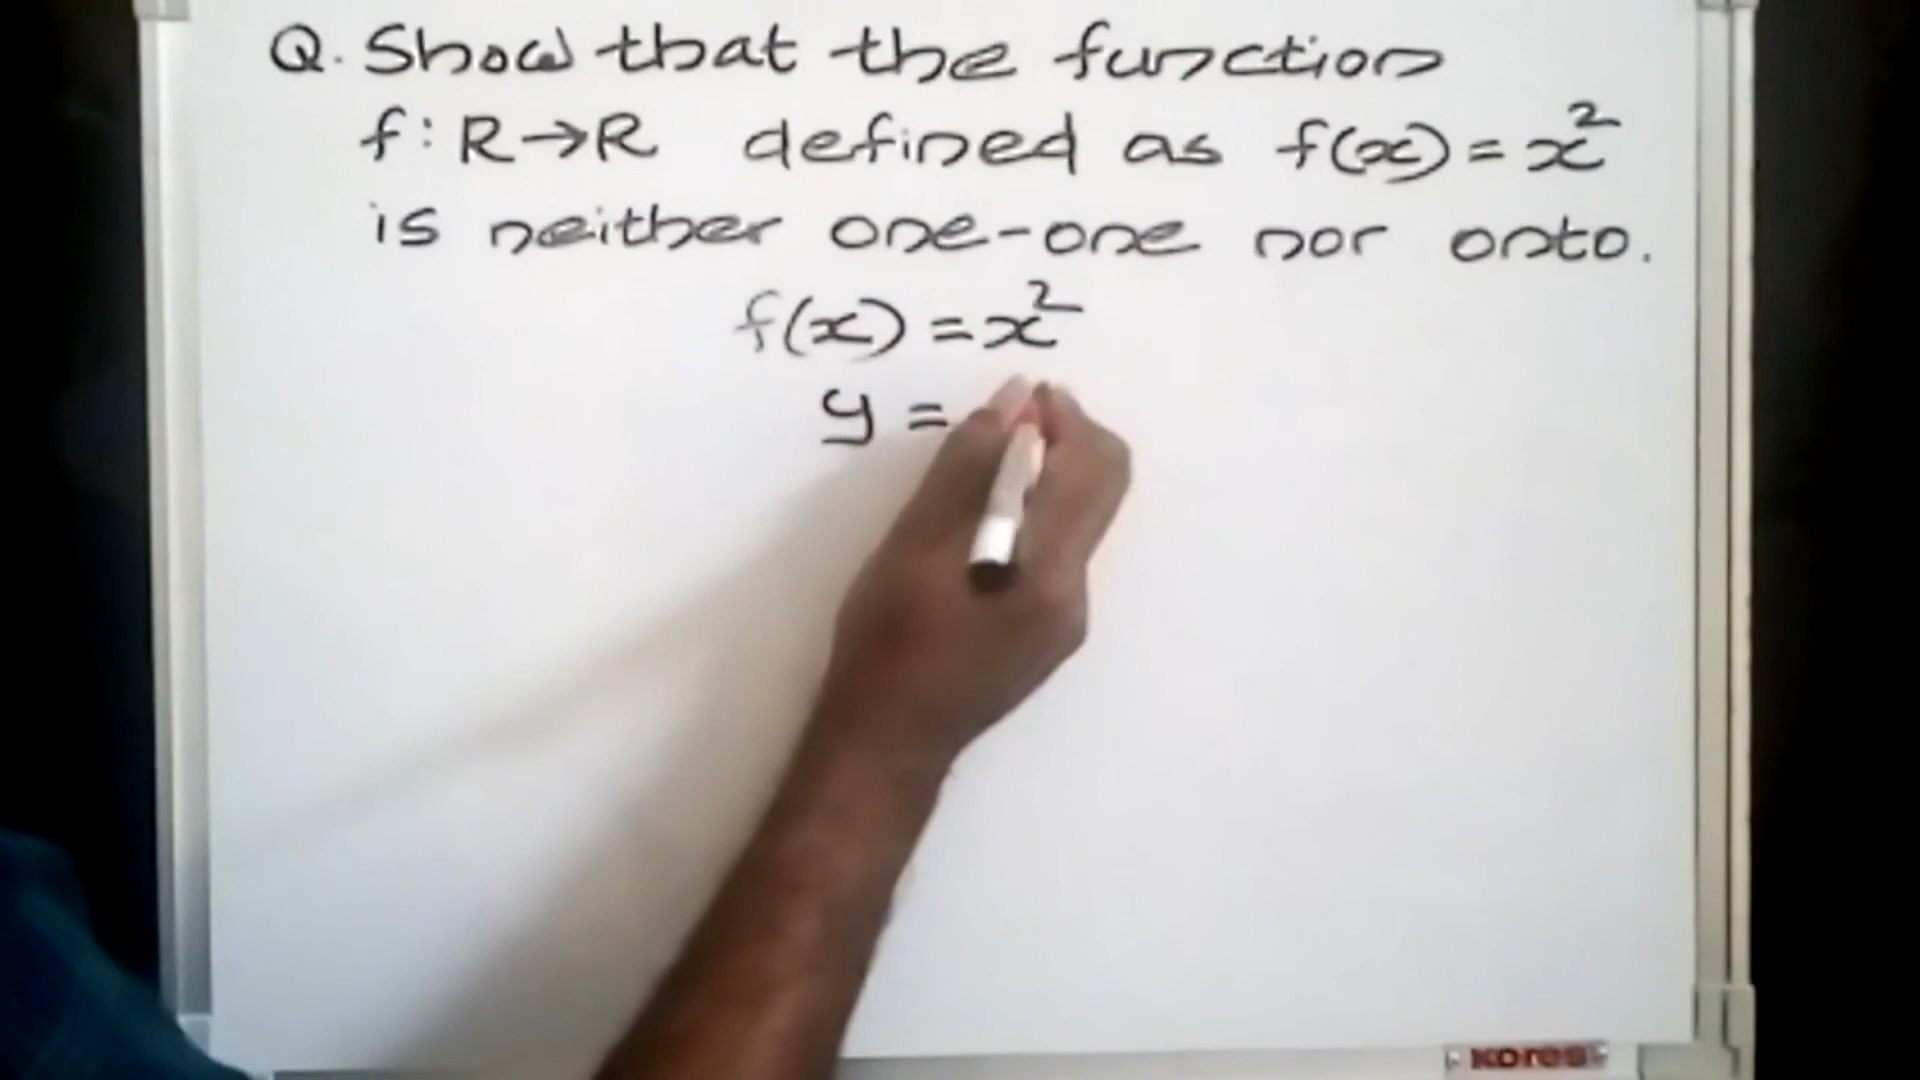 Q. Show that the function
f: R→R defined as f(x) = x²
is neither one-one nor onto.
f(x) = x²
y =
kores